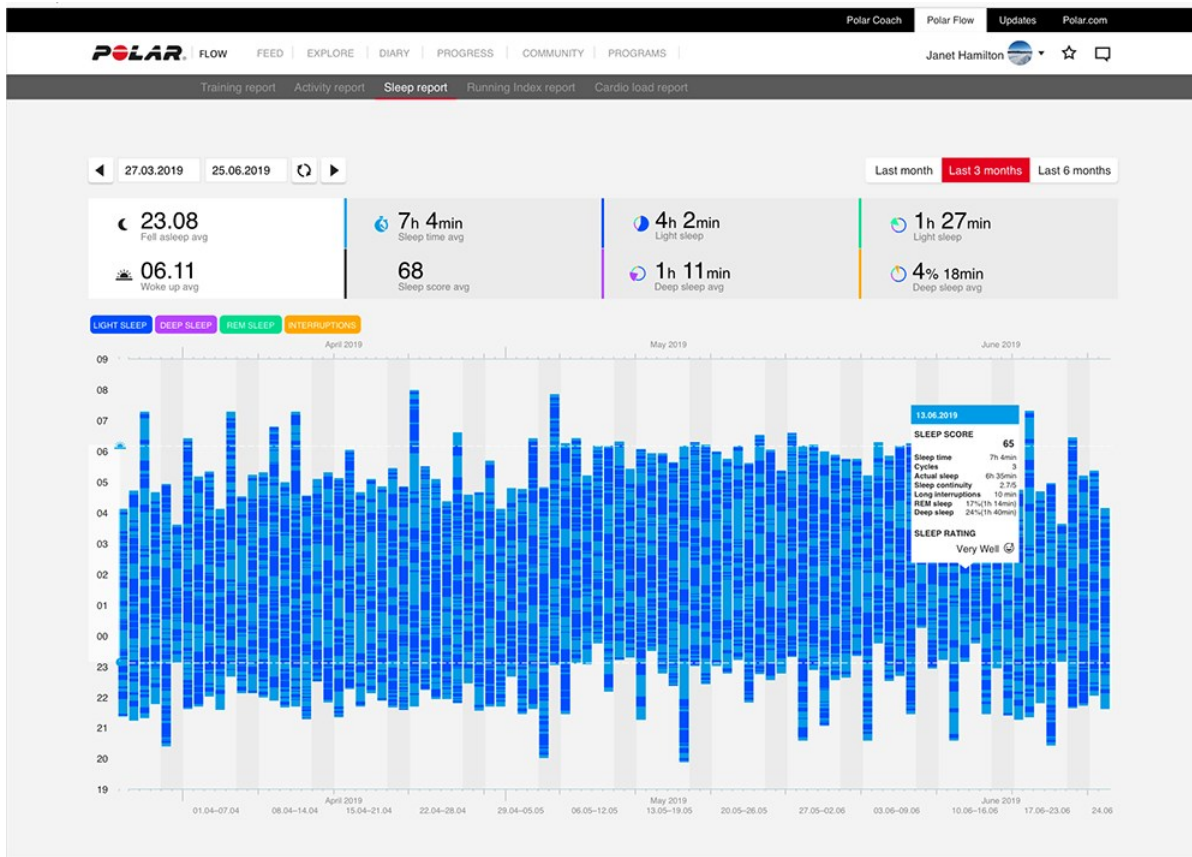 Polar Coach Polar Flow Updates Polar.com
POLAR. FLOW FEED EXPLORE DIARY PROGRESS COMMUNITY PROGRAMS Janet Hamilton
Training report Activity report Sleep report Running Index report Cardio load report
27.03.2019 25.06.2019 Last month Last 3 months Last 6 months
23.08 7h 4min 4h 2min 1h 27min
Fell asleep avg Sleep time avg Light sleep Light sleep
06.11 68 1h 11min 4% 18min
Woke up avg Sleep score avg Deep sleep avg Deep sleep avg
LIGHT SLEEP DEEP SLEEP REM SLEEP INTERRUPTIONS
April 2019 May 2019 June 2019
09
08
07
06
05
04
03
02
01
00
23
22
21
20
19
13.06.2019
SLEEP SCORE
65
Sleep time 7h 4min
Cycles 3
Actual sleep 6h 35min
Sleep continuity 2.7/5
Long interruptions 10 min
REM sleep 17%(1h 14min)
Deep sleep 24%(1h 40min)
SLEEP RATING
Very Well
April 2019 May 2019 June 2019
01.04–07.04 08.04–14.04 15.04–21.04 22.04–28.04 29.04–05.05 06.05–12.05 13.05–19.05 20.05–26.05 27.05–02.06 03.06–09.06 10.06–16.06 17.06–23.06 24.06